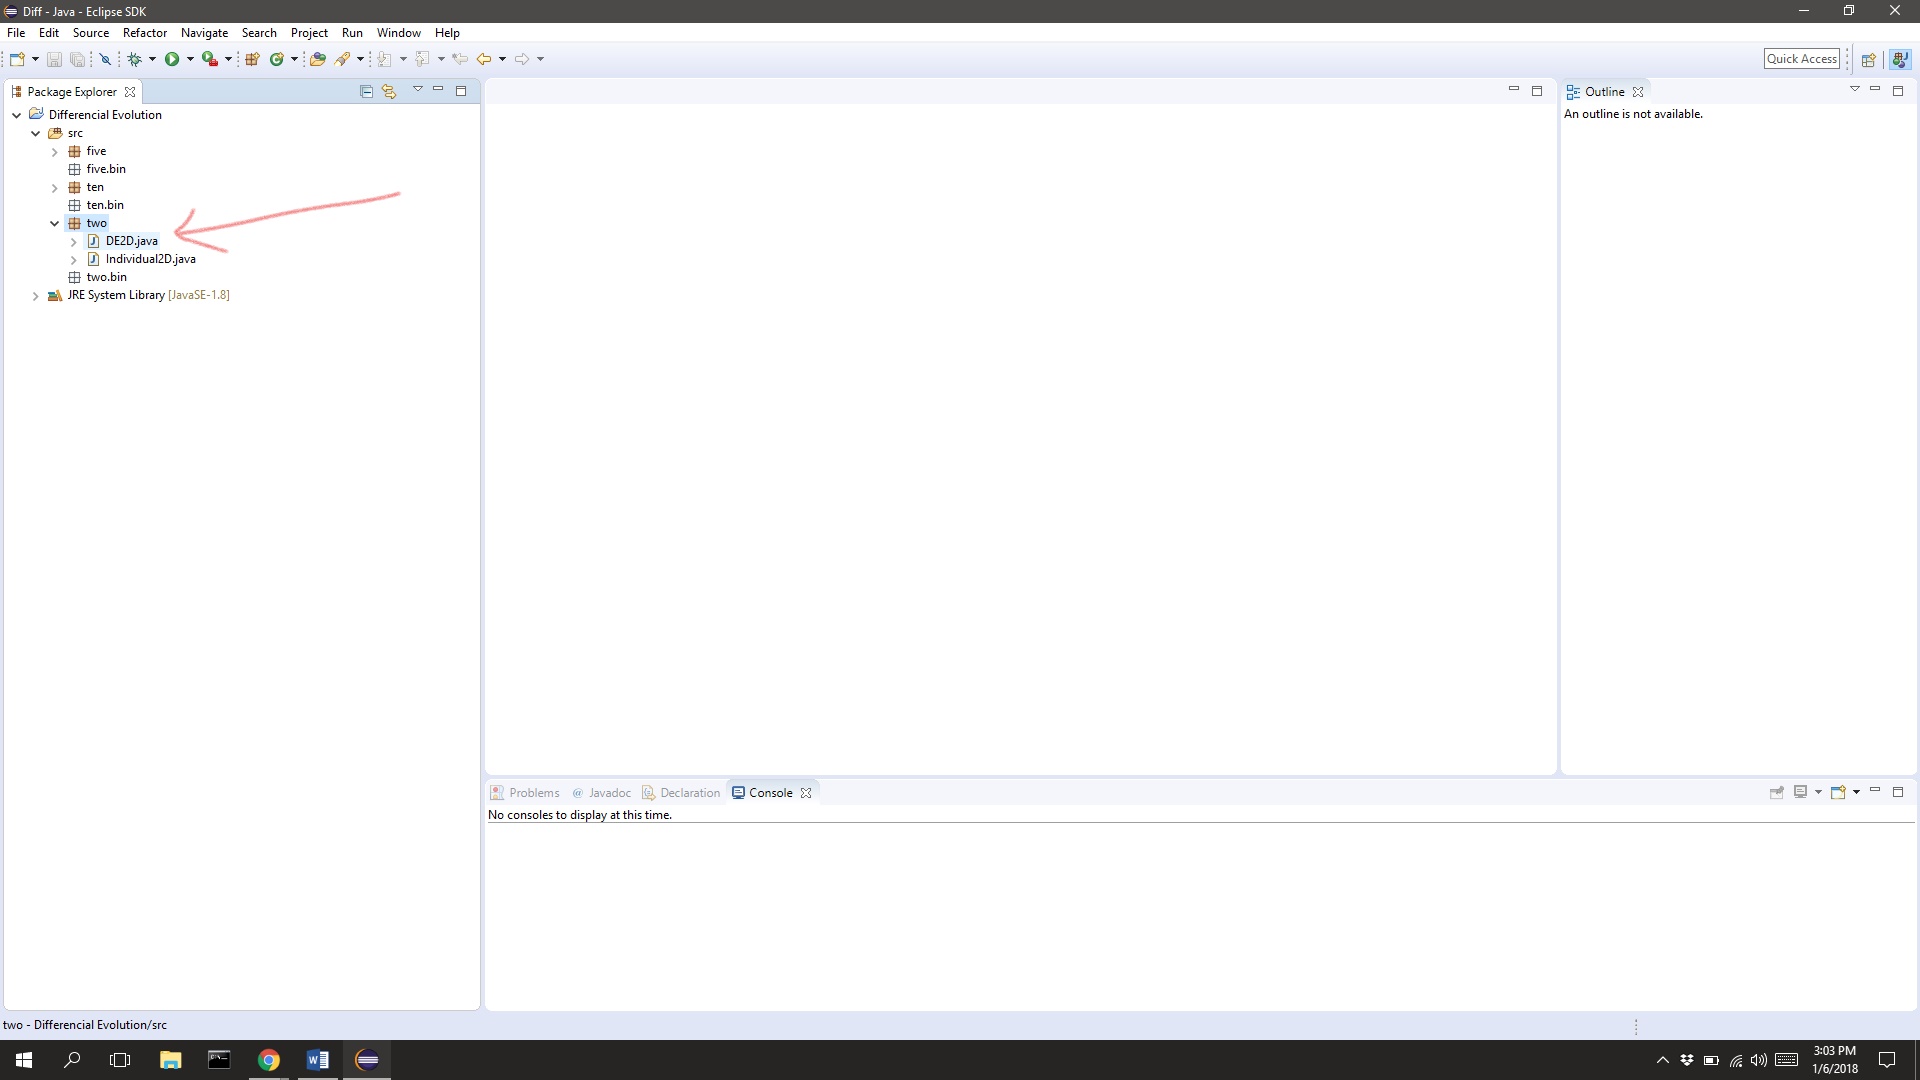 Diff - Java - Eclipse SDK
File Edit Source Refactor Navigate Search Project Run Window Help
Quick Access
Package Explorer
Differencial Evolution
src
five
five.bin
ten
ten.bin
two
DE2D.java
Individual2D.java
two.bin
JRE System Library [JavaSE-1.8]
Outline
An outline is not available.
Problems @ Javadoc Declaration Console
No consoles to display at this time.
two - Differencial Evolution/src
3:03 PM
1/6/2018